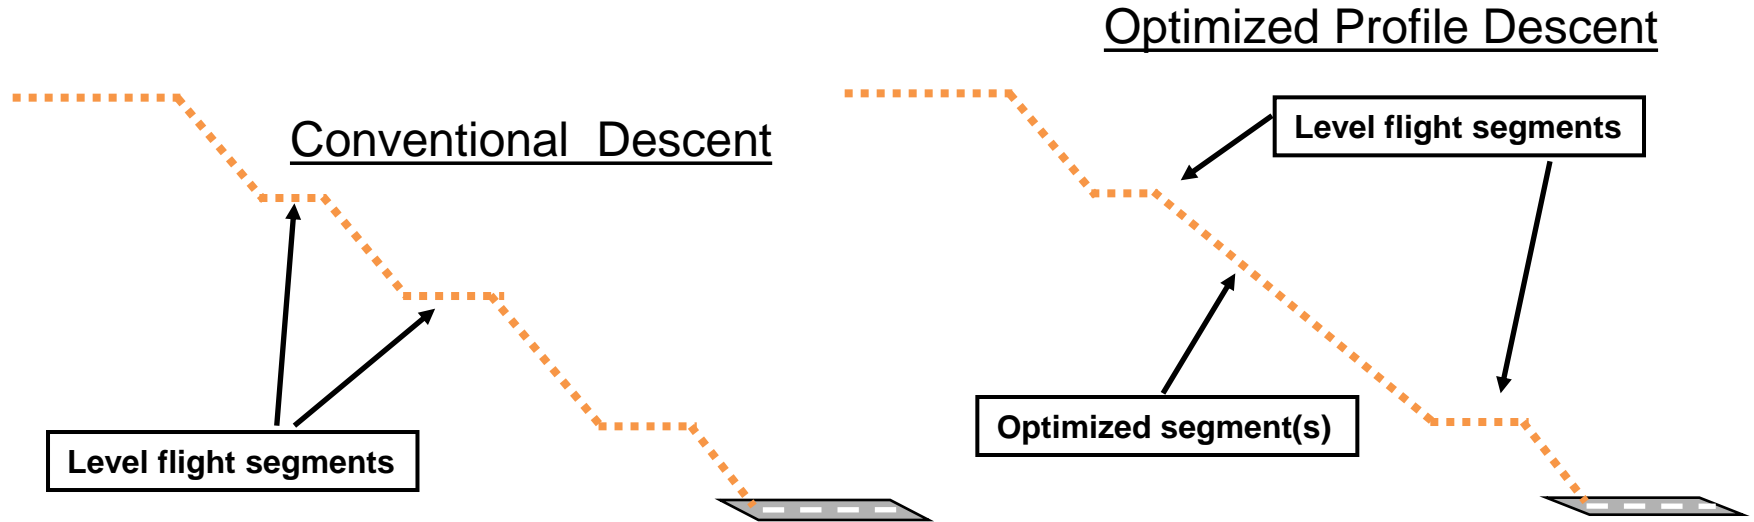 Optimized Profile Descent
Conventional Descent
Level flight segments
Level flight segments
Optimized segment(s)